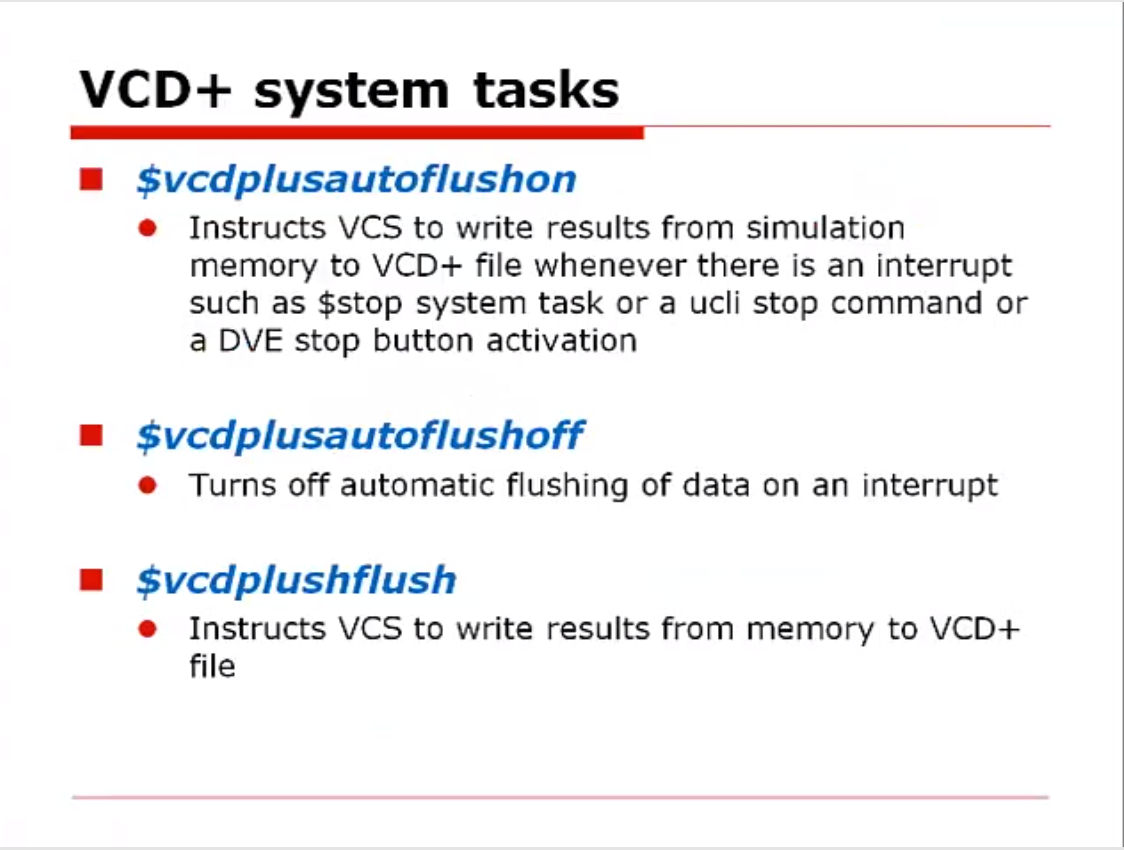 VCD+ system tasks
$vcdplusautoflushon
Instructs VCS to write results from simulation
memory to VCD+ file whenever there is an interrupt
such as $stop system task or a ucli stop command or
a DVE stop button activation
$vcdplusautoflushoff
Turns off automatic flushing of data on an interrupt
$vcdplushflush
Instructs VCS to write results from memory to VCD+
file